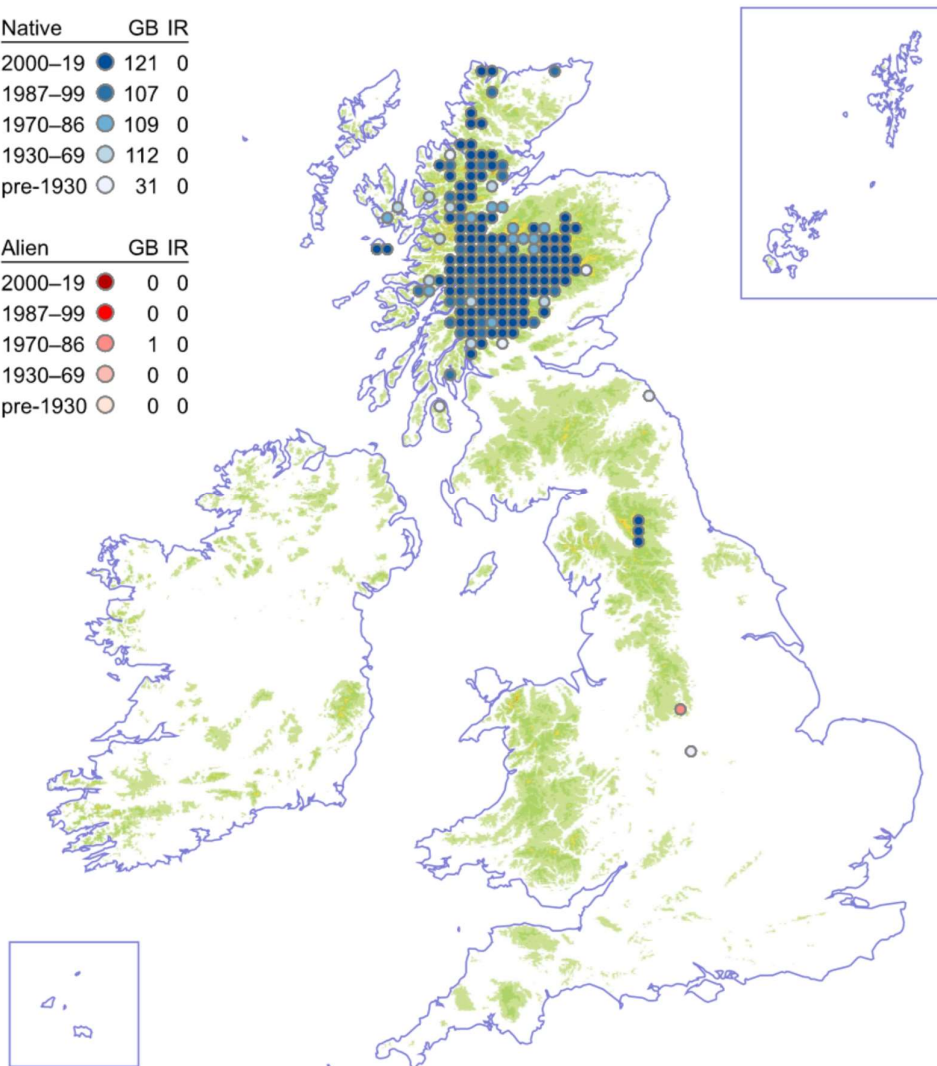 Native GB IR
2000–19 121 0
1987–99 107 0
1970–86 109 0
1930–69 112 0
pre-1930 31 0
Alien GB IR
2000–19 0 0
1987–99 0 0
1970–86 1 0
1930–69 0 0
pre-1930 0 0